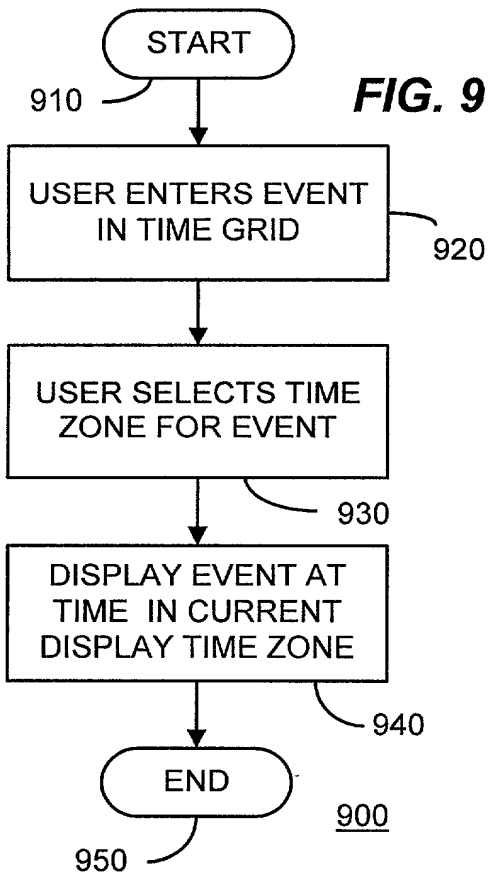 START
910
FIG. 9
USER ENTERS EVENT
IN TIME GRID
920
USER SELECTS TIME
ZONE FOR EVENT
930
DISPLAY EVENT AT
TIME IN CURRENT
DISPLAY TIME ZONE
940
END
900
950